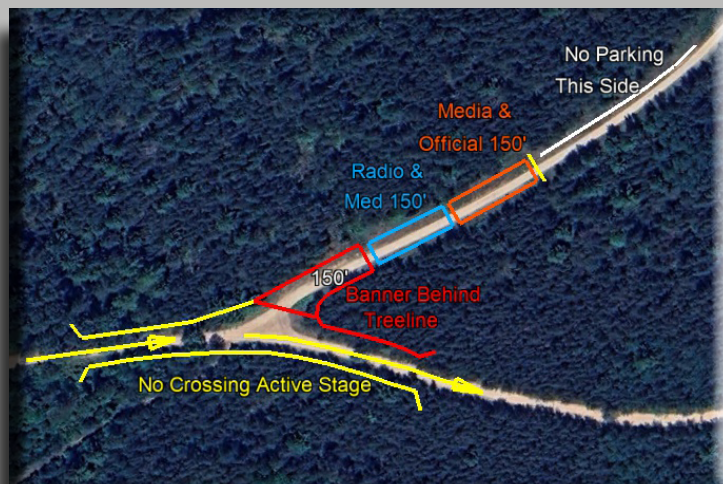 No Parking
This Side
Media &
Official 150'
Radio &
Med 150'
150'
Banner Behind
Treeline
No Crossing Active Stage